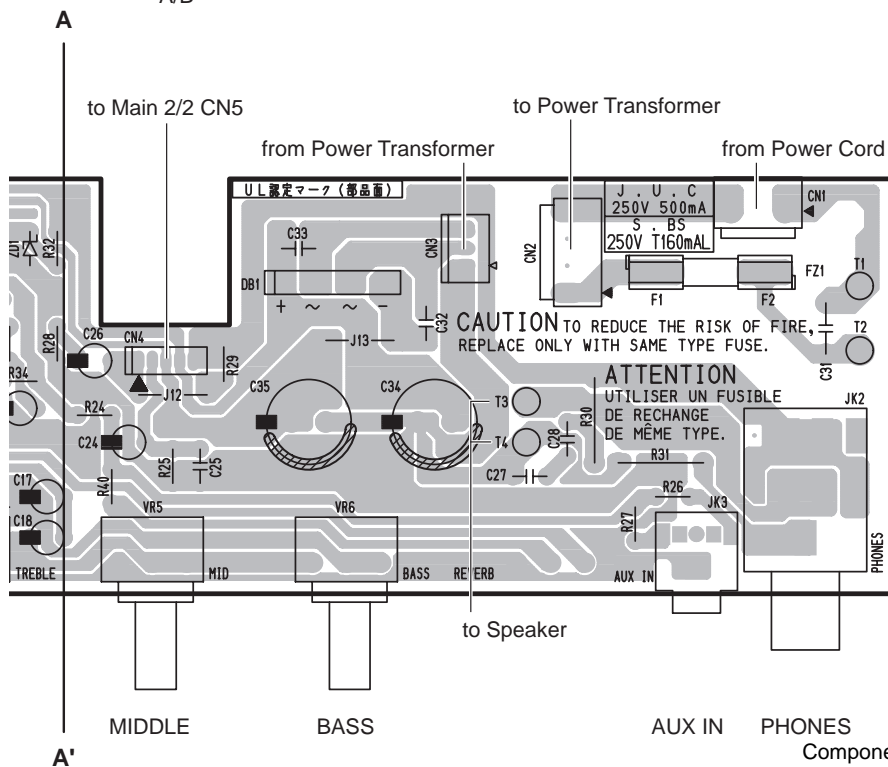 A/D
A
to Main 2/2 CN5
to Power Transformer
from Power Transformer
from Power Cord
UL認定マーク (部品面)
J . U . C
250V 500mA
CN1
S . BS
250V T160mAL
C33
CN3
CN2
ZD1
R32
DB1
+ ~ ~ -
F1
F2
FZ1
T1
C32
CAUTION TO REDUCE THE RISK OF FIRE,
REPLACE ONLY WITH SAME TYPE FUSE.
T2
C31
R28
C26
CN4
R29
J13
ATTENTION
UTILISER UN FUSIBLE
DE RECHANGE
DE MÊME TYPE.
R34
J12
C35
C34
T3
R30
JK2
R24
C24
T4
C28
R25
C25
C27
R31
C17
R40
R26
VR5
VR6
JK3
R27
C18
TREBLE
MID
BASS
REVERB
AUX IN
PHONES
to Speaker
MIDDLE
BASS
AUX IN
PHONES
A'
Compone